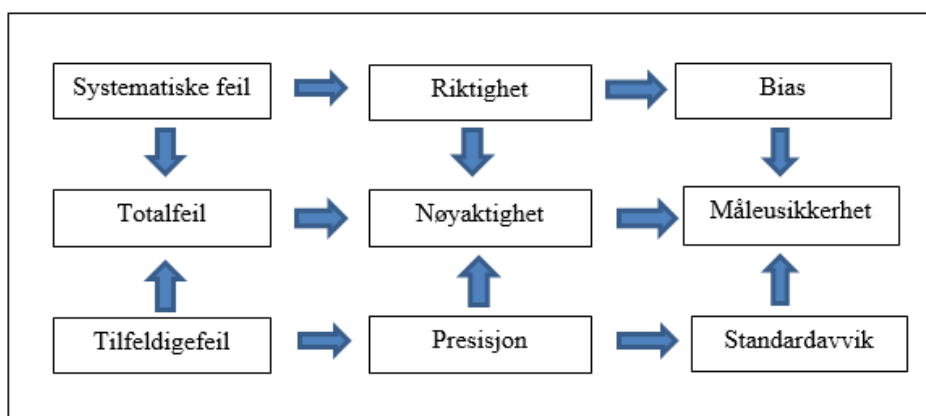 Systematiske feil
Riktighet
Bias
Totalfeil
Nøyaktighet
Måleusikkerhet
Tilfeldigefeil
Presisjon
Standardavvik